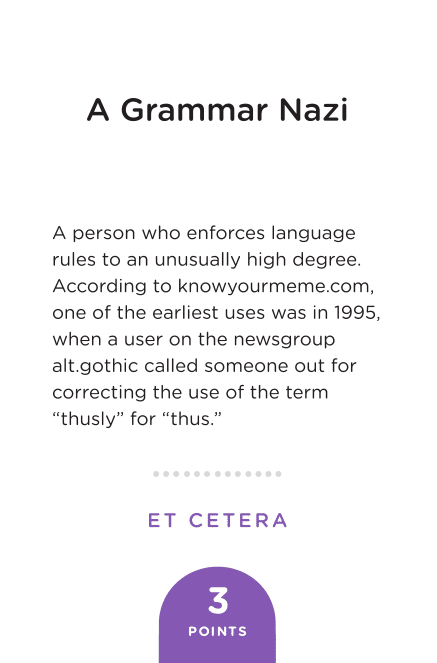 A Grammar Nazi
A person who enforces language
rules to an unusually high degree.
According to knowyourmeme.com,
one of the earliest uses was in 1995,
when a user on the newsgroup
alt.gothic called someone out for
correcting the use of the term
“thusly” for “thus.”
ET CETERA
3
POINTS